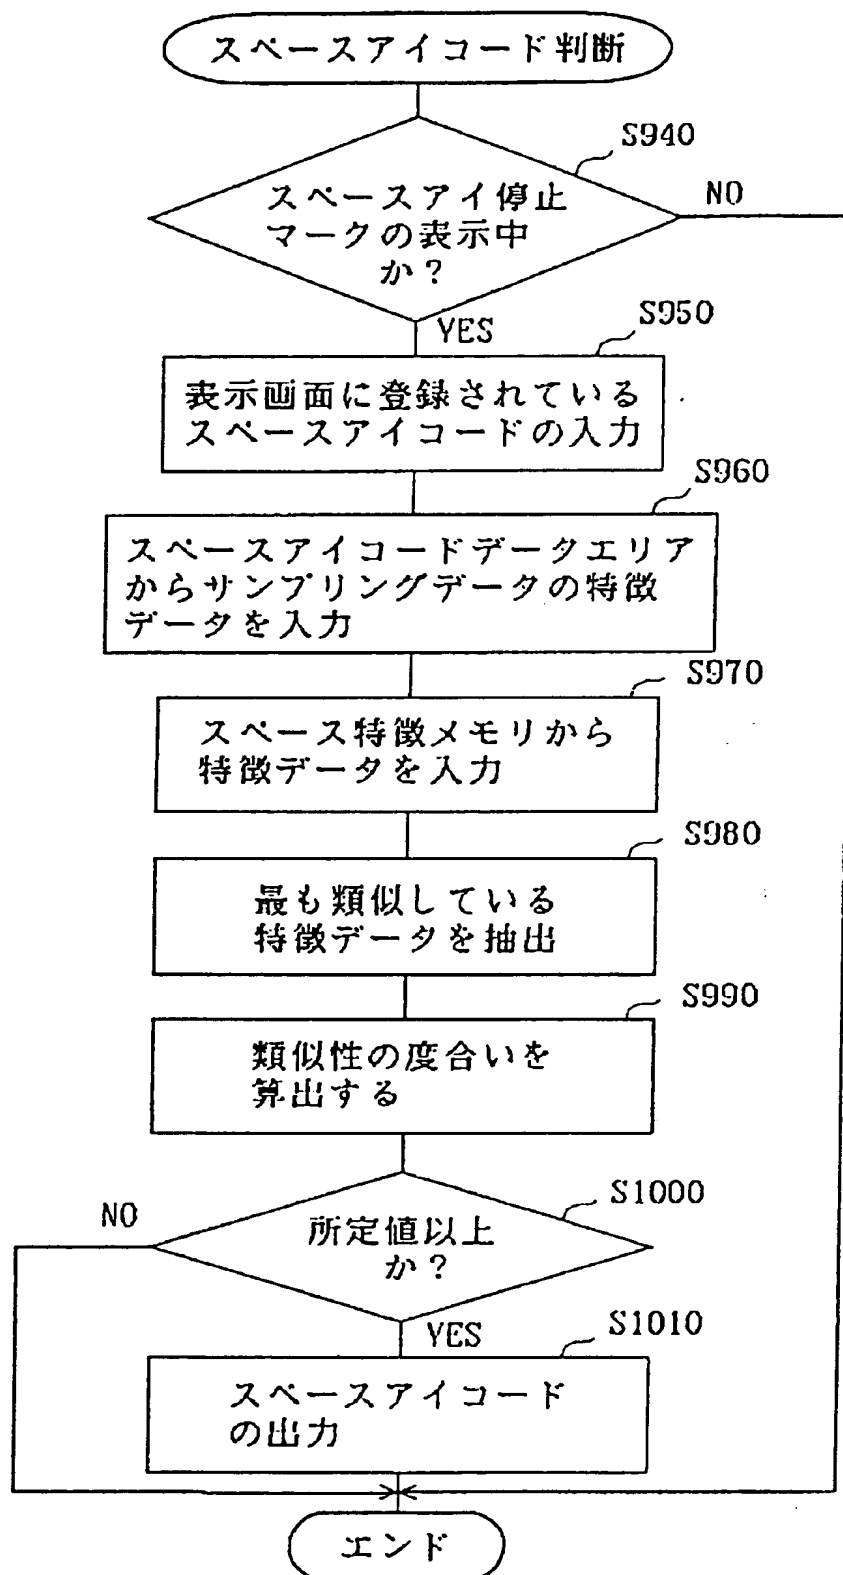 スペースアイコード判断
S940
スペースアイ停止
マークの表示中
か？
NO
YES
S950
表示画面に登録されている
スペースアイコードの入力
S960
スペースアイコードデータエリア
からサンプリングデータの特徴
データを入力
S970
スペース特徴メモリから
特徴データを入力
S980
最も類似している
特徴データを抽出
S990
類似性の度合いを
算出する
S1000
所定値以上
か？
NO
YES
S1010
スペースアイコード
の出力
エンド